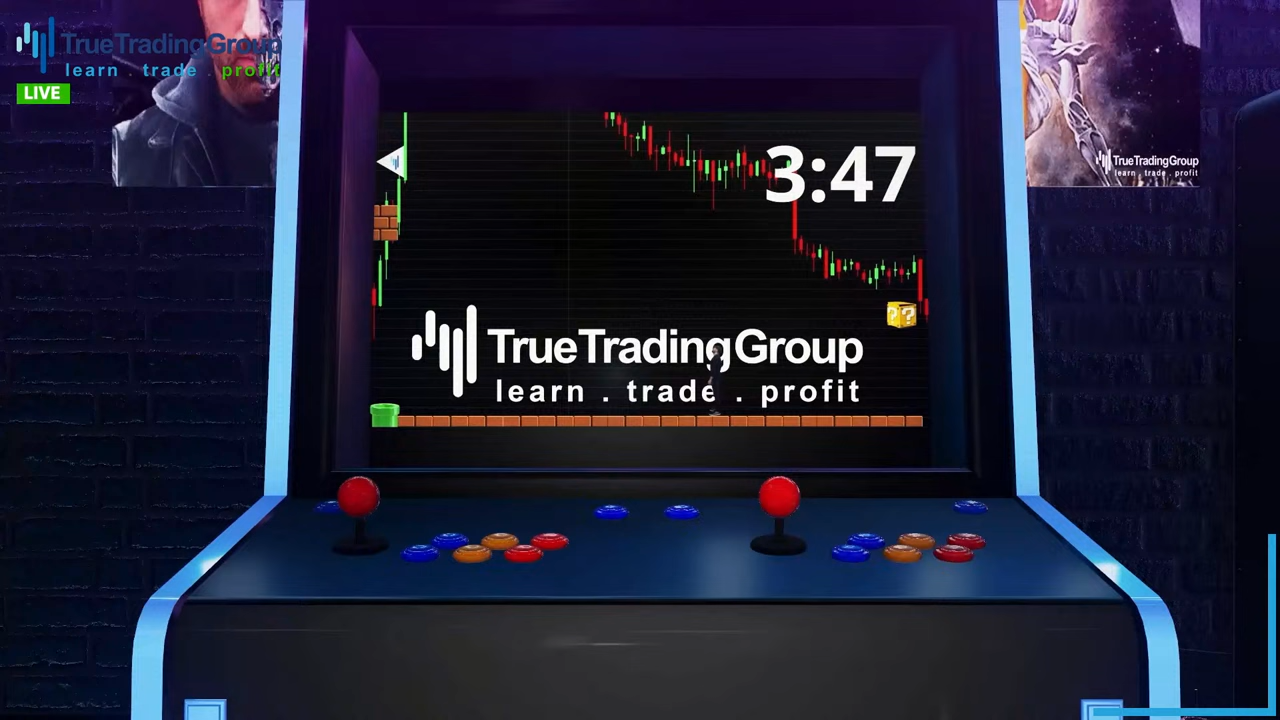 TrueTradingGroup
learn . trade . profit
LIVE
3:47
TrueTradingGroup
learn . trade . profit
TrueTradingGroup
learn . trade . profit
? ?